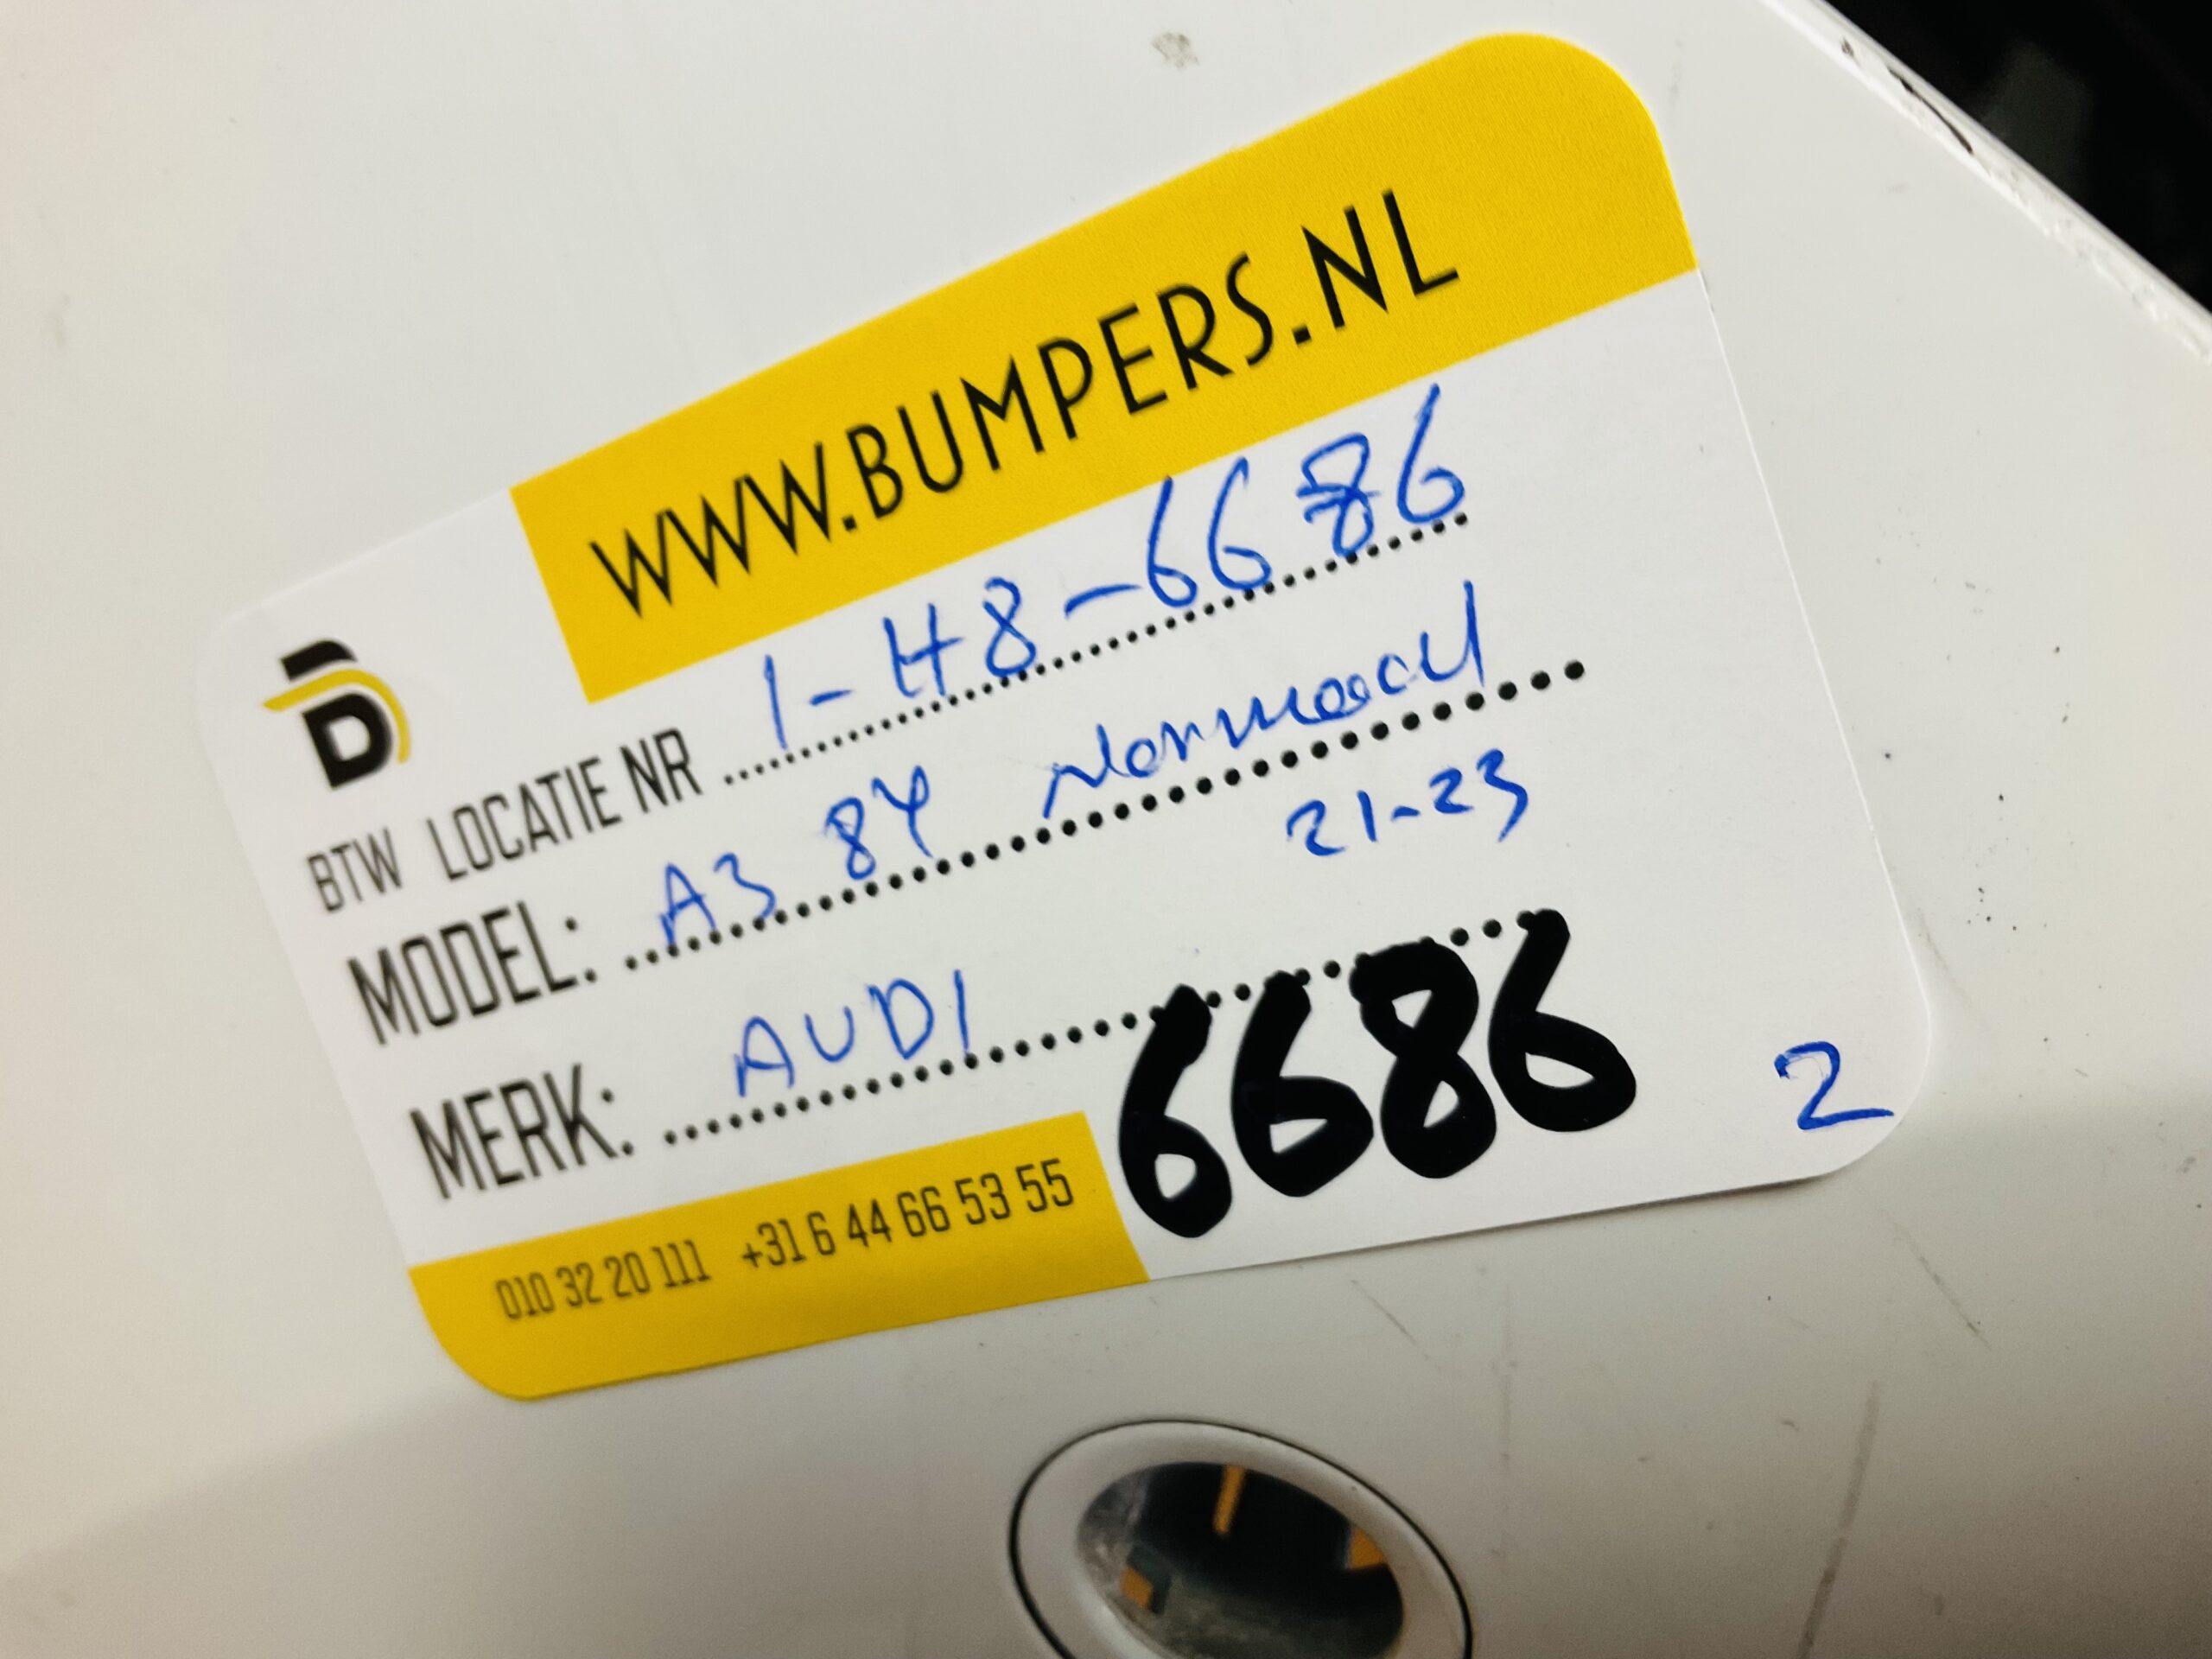 WWW.BUMPERS.NL
BTW LOCATIE NR 1-H8-6686
MODEL: A3 8Y Normaal
21-23
MERK: AUDI
6686
2
010 32 20 111 +31 6 44 66 53 55